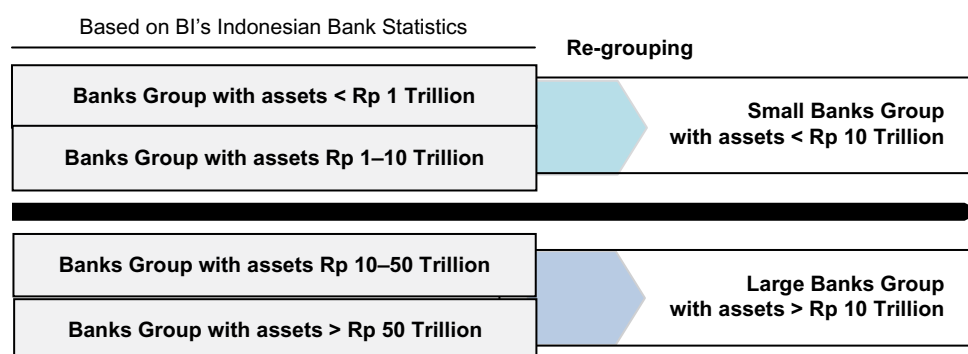 Based on BI’s Indonesian Bank Statistics
Re-grouping
Banks Group with assets < Rp 1 Trillion
Banks Group with assets Rp 1–10 Trillion
Small Banks Group
with assets < Rp 10 Trillion
Banks Group with assets Rp 10–50 Trillion
Banks Group with assets > Rp 50 Trillion
Large Banks Group
with assets > Rp 10 Trillion